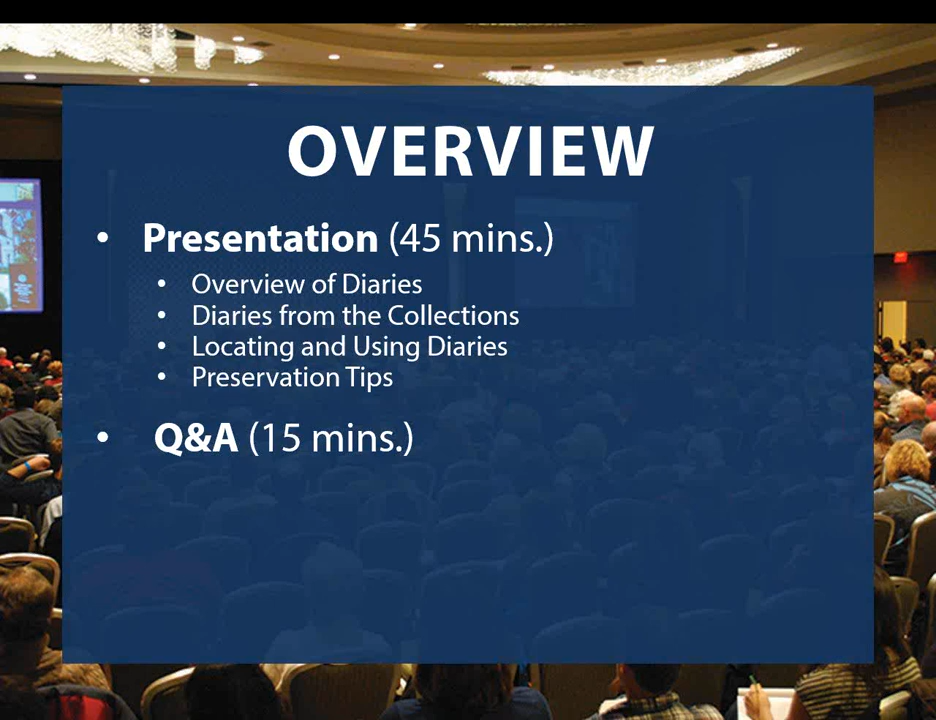 OVERVIEW
• Presentation (45 mins.)
• Overview of Diaries
• Diaries from the Collections
• Locating and Using Diaries
• Preservation Tips
• Q&A (15 mins.)